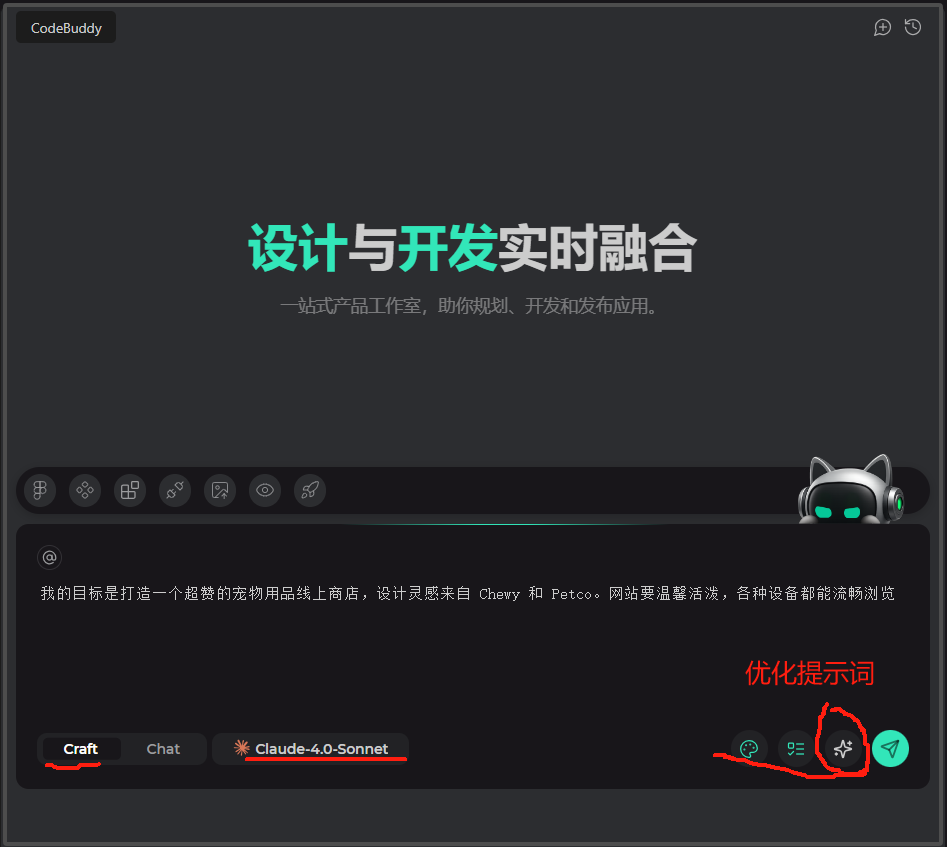 CodeBuddy
设计与开发实时融合
一站式产品工作室，助你规划、开发和发布应用。
@
我的目标是打造一个超赞的宠物用品线上商店，设计灵感来自 Chewy 和 Petco。网站要温馨活泼，各种设备都能流畅浏览
优化提示词
Craft Chat Claude-4.0-Sonnet